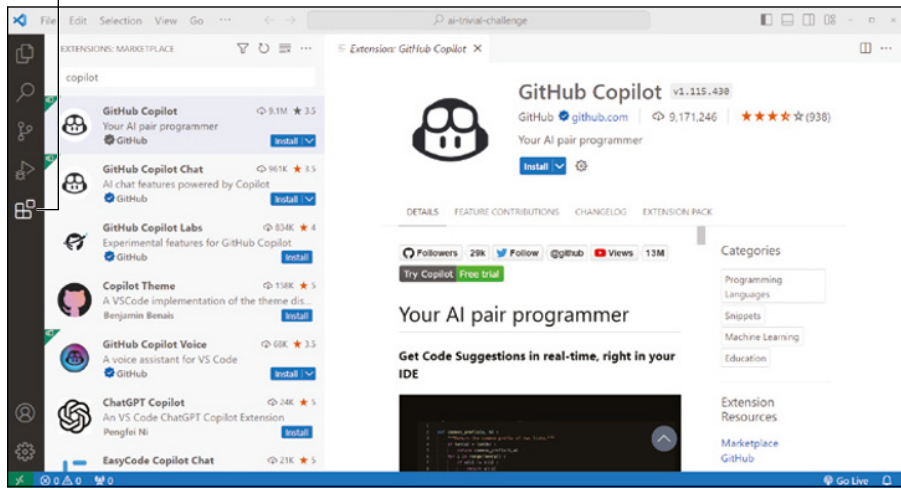 File Edit Selection View Go ...
ai-trivial-challenge
EXTENSIONS: MARKETPLACE
copilot
GitHub Copilot 9.1M ★ 3.5
Your AI pair programmer
GitHub Install
GitHub Copilot Chat 961K ★ 3.5
AI chat features powered by Copilot
GitHub Install
GitHub Copilot Labs 834K ★ 4
Experimental features for GitHub Copilot
GitHub Install
Copilot Theme 158K ★ 5
A VSCode implementation of the theme dis...
Benjamin Benais Install
GitHub Copilot Voice 60K ★ 3.5
A voice assistant for VS Code
GitHub Install
ChatGPT Copilot 24K ★ 5
An VS Code ChatGPT Copilot Extension
Pengfei Ni Install
EasyCode Copilot Chat 21K ★ 5
Extension: GitHub Copilot
GitHub Copilot v1.115.430
GitHub github.com 9,171,246 (938)
Your AI pair programmer
Install
DETAILS FEATURE CONTRIBUTIONS CHANGELOG EXTENSION PACK
Followers 29k Follow @github Views 13M
Try Copilot Free trial
Your AI pair programmer
Get Code Suggestions in real-time, right in your
IDE
Categories
Programming
Languages
Snippets
Machine Learning
Education
Extension
Resources
Marketplace
GitHub
0 0 0 Go Live